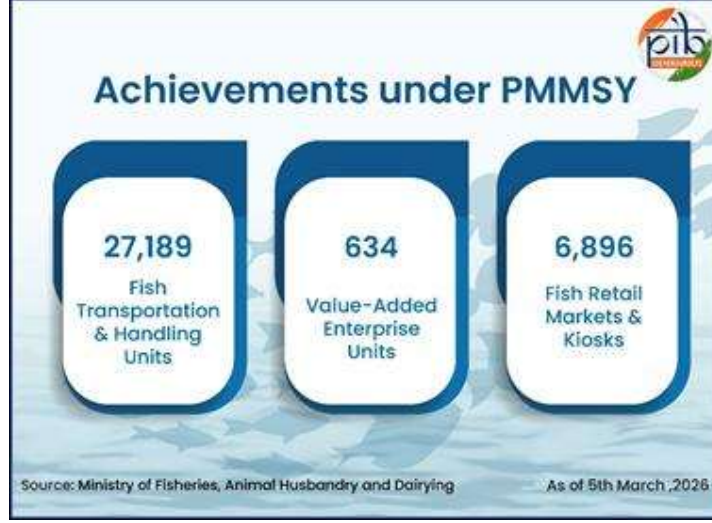 pib
Achievements under PMMSY
27,189
Fish
Transportation
& Handling
Units
634
Value-Added
Enterprise
Units
6,896
Fish Retail
Markets &
Kiosks
Source: Ministry of Fisheries, Animal Husbandry and Dairying
As of 5th March ,2026